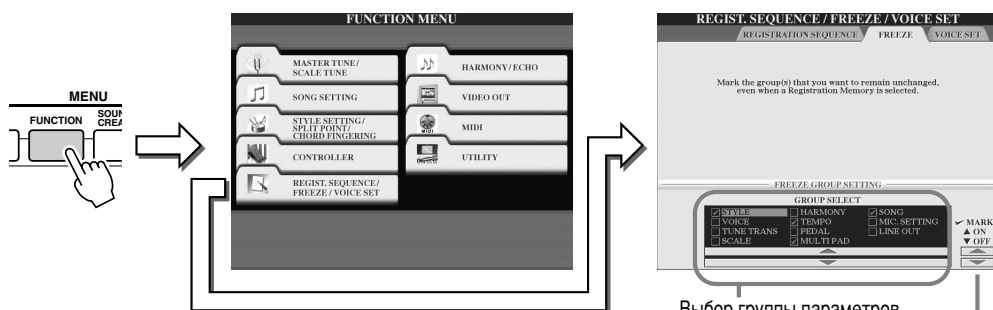 MENU
FUNCTION
SOUN
CREA
FUNCTION MENU
MASTER TUNE /
SCALE TUNE
SONG SETTING
STYLE SETTING /
SPLIT POINT /
CHORD FINGERING
CONTROLLER
REGIST. SEQUENCE /
FREEZE / VOICE SET
HARMONY / ECHO
VIDEO OUT
MIDI
MIDI
UTILITY
REGIST. SEQUENCE / FREEZE / VOICE SET
REGISTRATION SEQUENCE FREEZE VOICE SET
Mark the group(s) that you want to remain unchanged,
even when a Registration Memory is selected.
FREEZE GROUP SETTING
GROUP SELECT
STYLE HARMONY SONG
VOICE TEMPO MIC. SETTING
TUNE TRANS PEDAL LINE OUT
SCALE MULTI PAD
MARK
▲ ON
▼ OFF
Выбор группы параметров